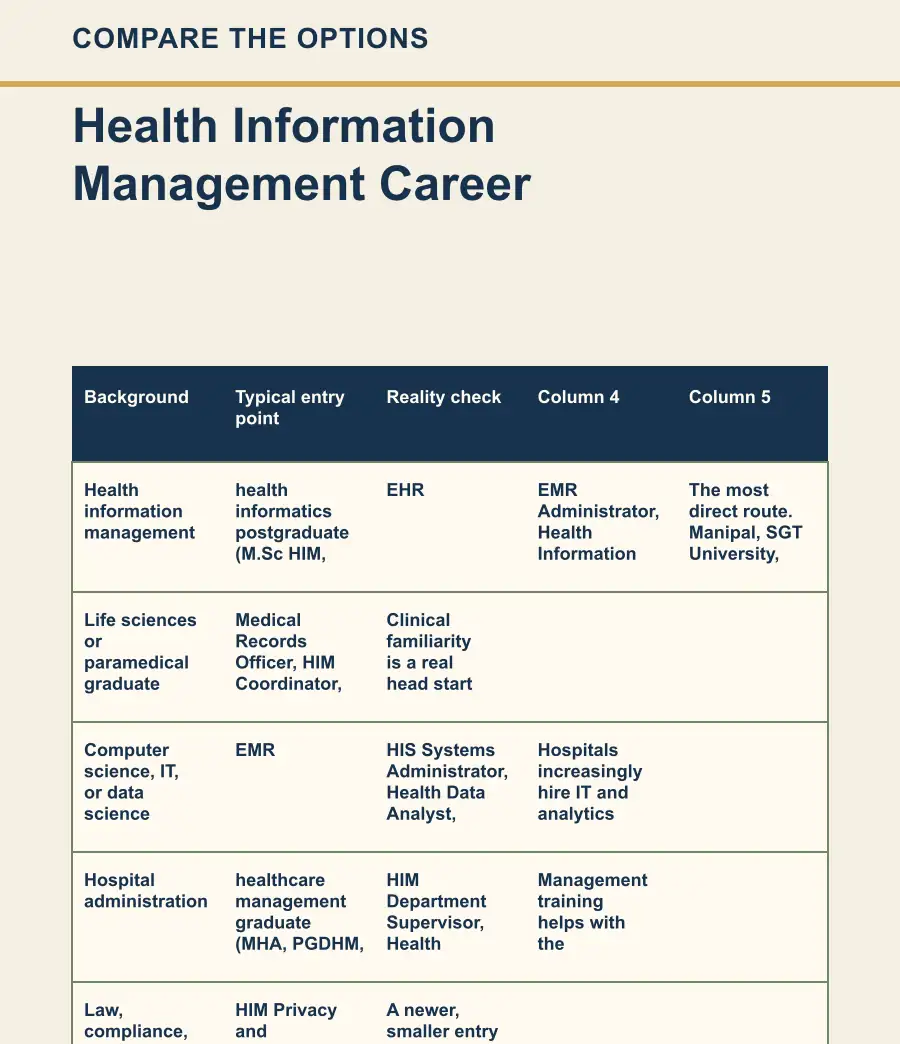 COMPARE THE OPTIONS
Health Information
Management Career
Background
Typical entry
point
Reality check
Column 4
Column 5
Health
information
management
health
informatics
postgraduate
(M.Sc HIM,
EHR
EMR
Administrator,
Health
Information
The most
direct route.
Manipal, SGT
University,
Life sciences
or
paramedical
graduate
Medical
Records
Officer, HIM
Coordinator,
Clinical
familiarity
is a real
head start
Computer
science, IT,
or data
science
EMR
HIS Systems
Administrator,
Health Data
Analyst,
Hospitals
increasingly
hire IT and
analytics
Hospital
administration
healthcare
management
graduate
(MHA, PGDHM,
HIM
Department
Supervisor,
Health
Management
training
helps with
the
Law,
compliance,
HIM Privacy
and
A newer,
smaller entry